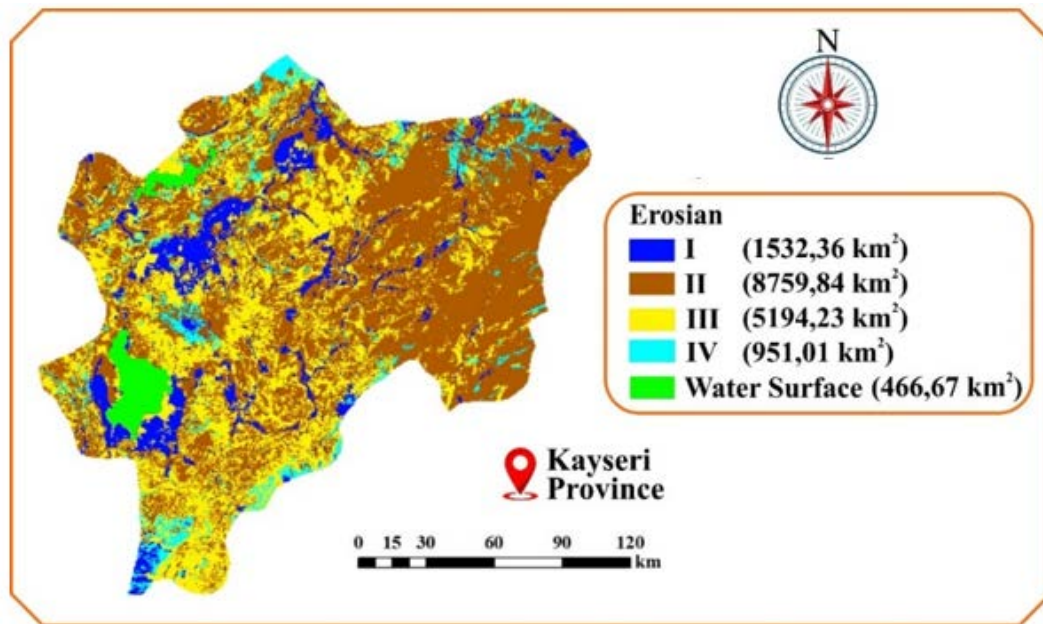 N
Erosian
I (1532,36 km²)
II (8759,84 km²)
III (5194,23 km²)
IV (951,01 km²)
Water Surface (466,67 km²)
Kayseri
Province
0 15 30 60 90 120
km